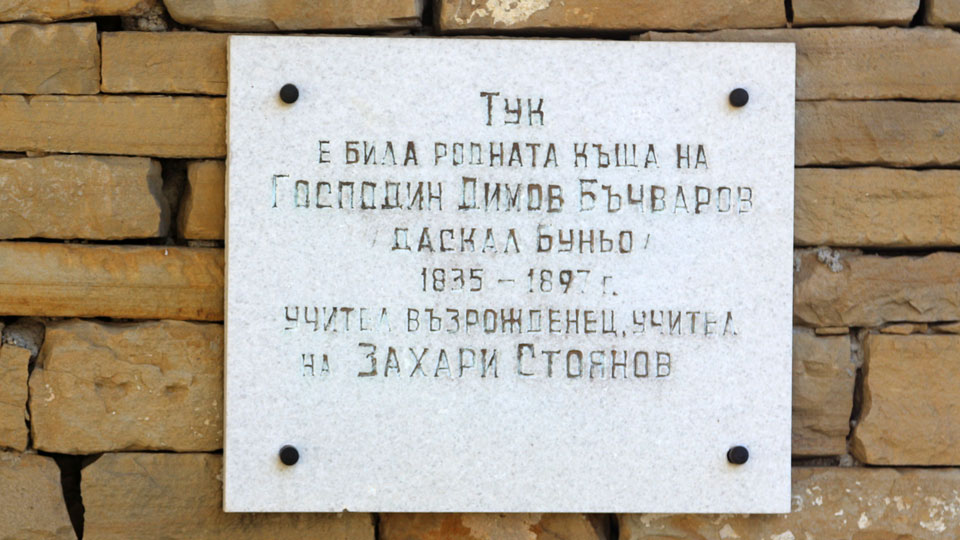 Тук
е била родната къща на
Господин Димов Бъчваров
/ Даскал Буньо /
1835 – 1897 г.
учител възрожденец, учител
на Захари Стоянов